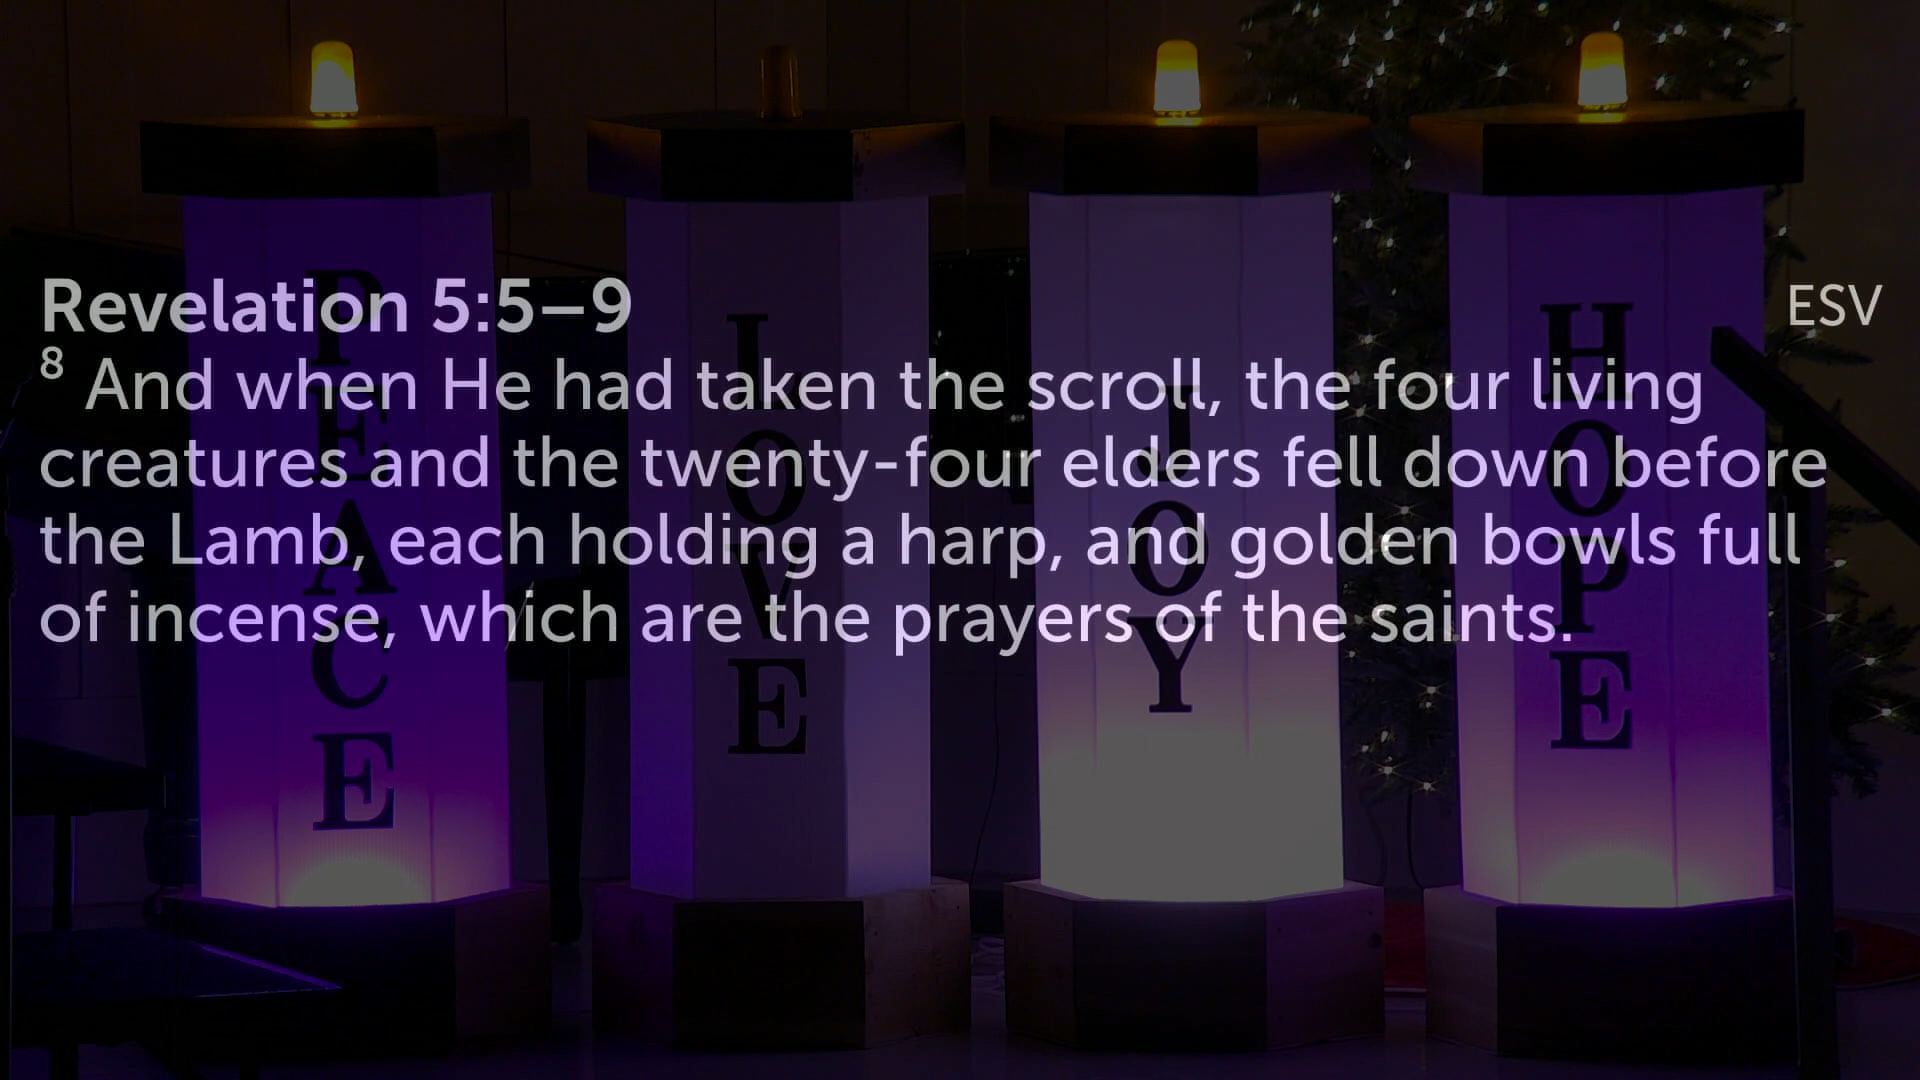 Revelation 5:5–9 ESV
8 And when He had taken the scroll, the four living
creatures and the twenty-four elders fell down before
the Lamb, each holding a harp, and golden bowls full
of incense, which are the prayers of the saints.
PEACE
LOVE
JOY
HOPE